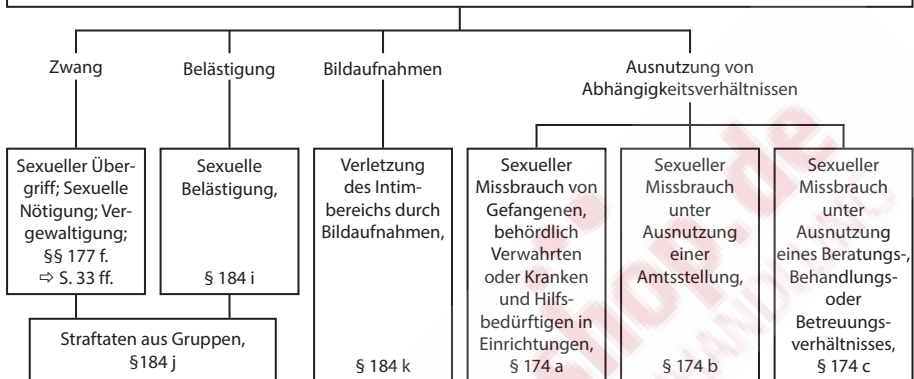 Zwang
Belästigung
Bildaufnahmen
Ausnutzung von
Abhängigkeitsverhältnissen
Sexueller Über-
griff; Sexuelle
Nötigung; Ver-
gewaltigung;
§§ 177 f.
⇨ S. 33 ff.
Sexuelle
Belästigung,
§ 184 i
Straftaten aus Gruppen,
§184 j
Verletzung
des Intim-
bereichs durch
Bildaufnahmen,
§ 184 k
Sexueller
Missbrauch von
Gefangenen,
behördlich
Verwahrten
oder Kranken
und Hilfs-
bedürftigen in
Einrichtungen,
§ 174 a
Sexueller
Missbrauch
unter
Ausnutzung
einer
Amtsstellung,
§ 174 b
Sexueller
Missbrauch
unter
Ausnutzung
eines Beratungs-,
Behandlungs-
oder
Betreuungs-
verhältnisses,
§ 174 c